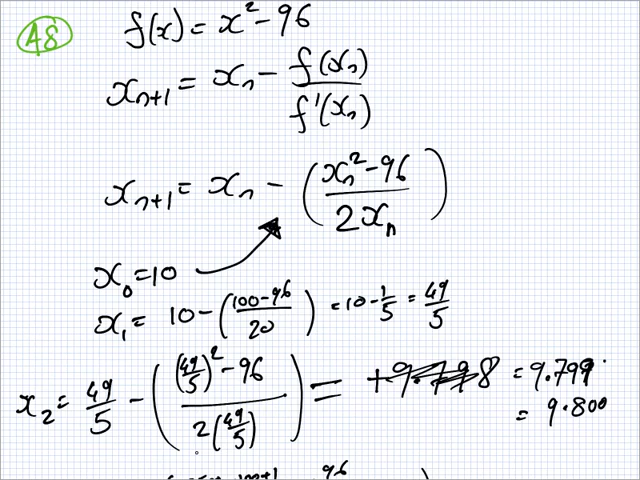 A8
f(x) = x² - 96
xₙ₊₁ = xₙ - f(xₙ) / f'(xₙ)
xₙ₊₁ = xₙ - ( (xₙ² - 96) / 2xₙ )
x₀ = 10
x₁ = 10 - ( (100 - 96) / 20 ) = 10 - 1/5 = 49/5
x₂ = 49/5 - ( ((49/5)² - 96) / 2(49/5) ) = = 9.799
= 9.800